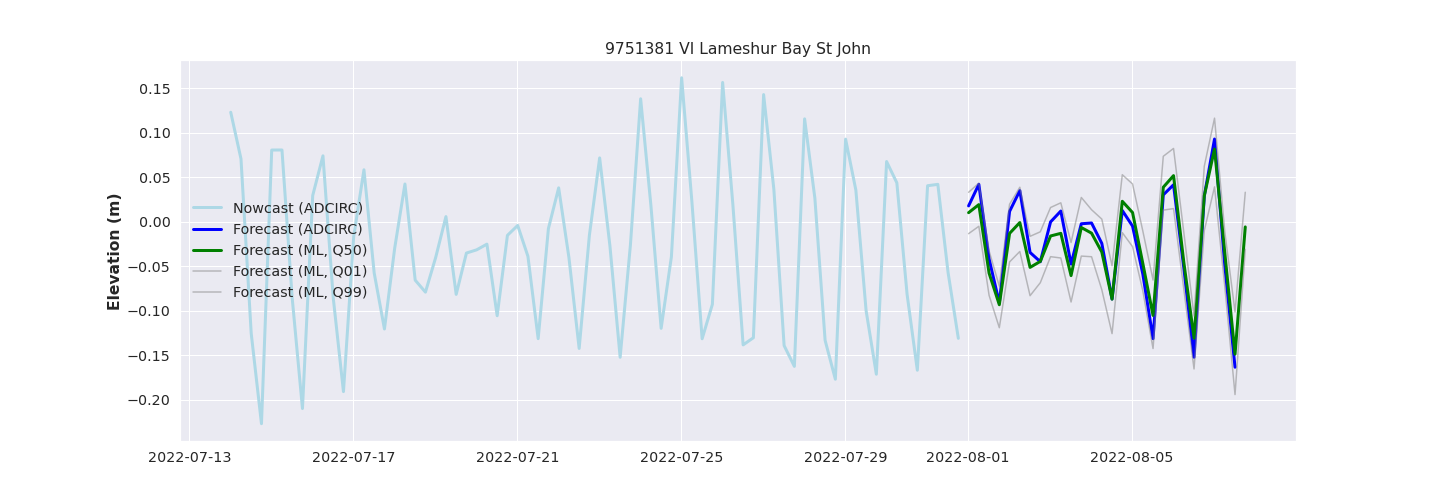 9751381 VI Lameshur Bay St John
Elevation (m)
0.15
0.10
0.05
0.00
−0.05
−0.10
−0.15
−0.20
Nowcast (ADCIRC)
Forecast (ADCIRC)
Forecast (ML, Q50)
Forecast (ML, Q01)
Forecast (ML, Q99)
2022-07-13 2022-07-17 2022-07-21 2022-07-25 2022-07-29 2022-08-01 2022-08-05